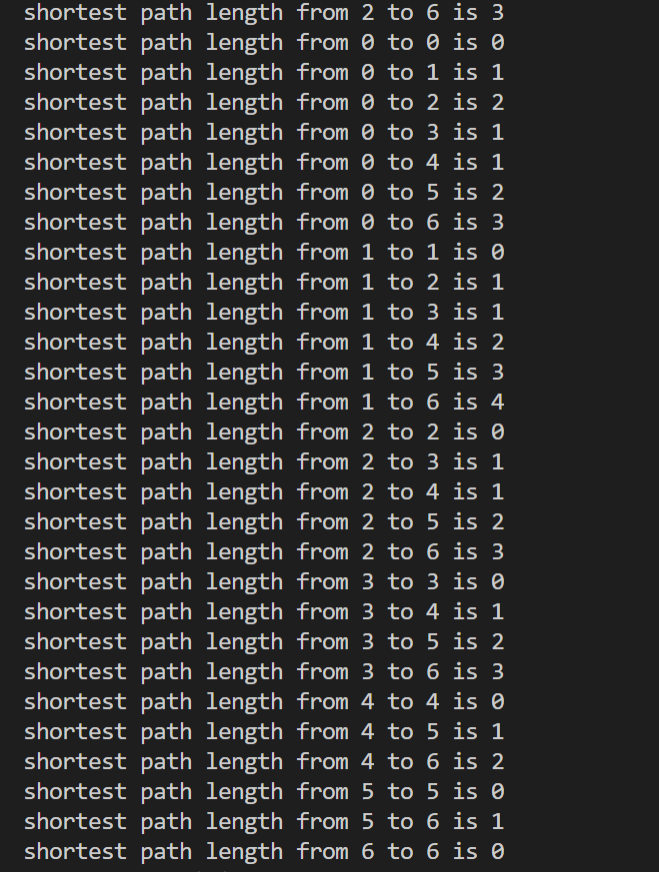 shortest path length from 2 to 6 is 3
shortest path length from 0 to 0 is 0
shortest path length from 0 to 1 is 1
shortest path length from 0 to 2 is 2
shortest path length from 0 to 3 is 1
shortest path length from 0 to 4 is 1
shortest path length from 0 to 5 is 2
shortest path length from 0 to 6 is 3
shortest path length from 1 to 1 is 0
shortest path length from 1 to 2 is 1
shortest path length from 1 to 3 is 1
shortest path length from 1 to 4 is 2
shortest path length from 1 to 5 is 3
shortest path length from 1 to 6 is 4
shortest path length from 2 to 2 is 0
shortest path length from 2 to 3 is 1
shortest path length from 2 to 4 is 1
shortest path length from 2 to 5 is 2
shortest path length from 2 to 6 is 3
shortest path length from 3 to 3 is 0
shortest path length from 3 to 4 is 1
shortest path length from 3 to 5 is 2
shortest path length from 3 to 6 is 3
shortest path length from 4 to 4 is 0
shortest path length from 4 to 5 is 1
shortest path length from 4 to 6 is 2
shortest path length from 5 to 5 is 0
shortest path length from 5 to 6 is 1
shortest path length from 6 to 6 is 0